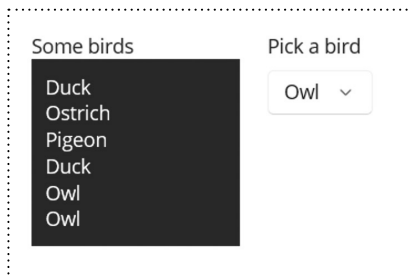 Some birds
Duck
Ostrich
Pigeon
Duck
Owl
Owl
Pick a bird
Owl